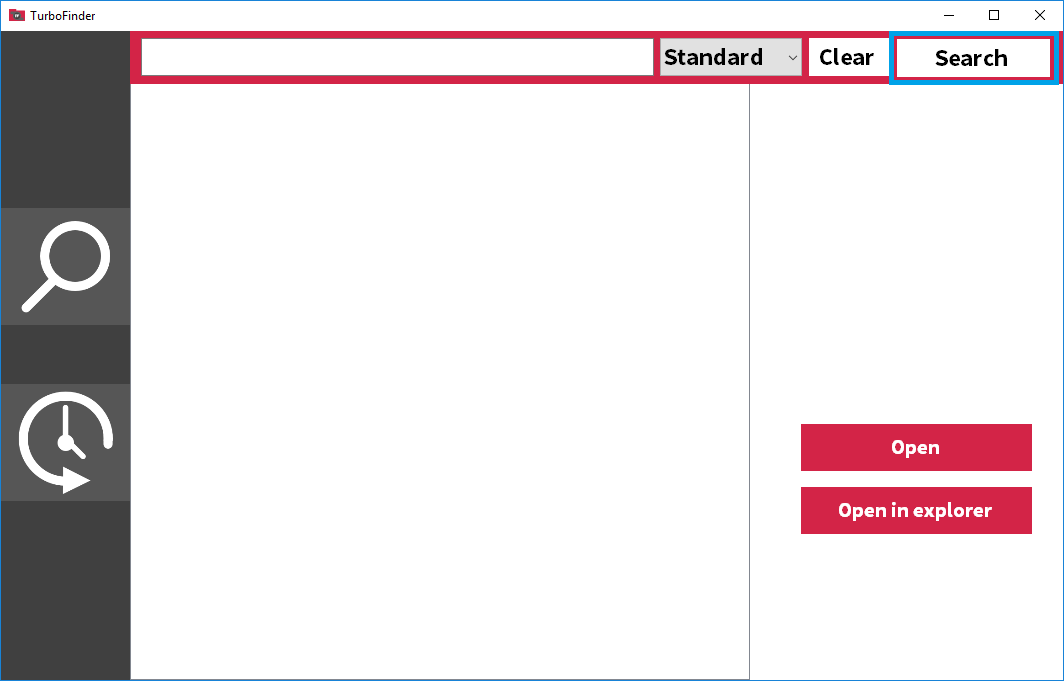 TurboFinder
Standard
Clear
Search
Open
Open in explorer